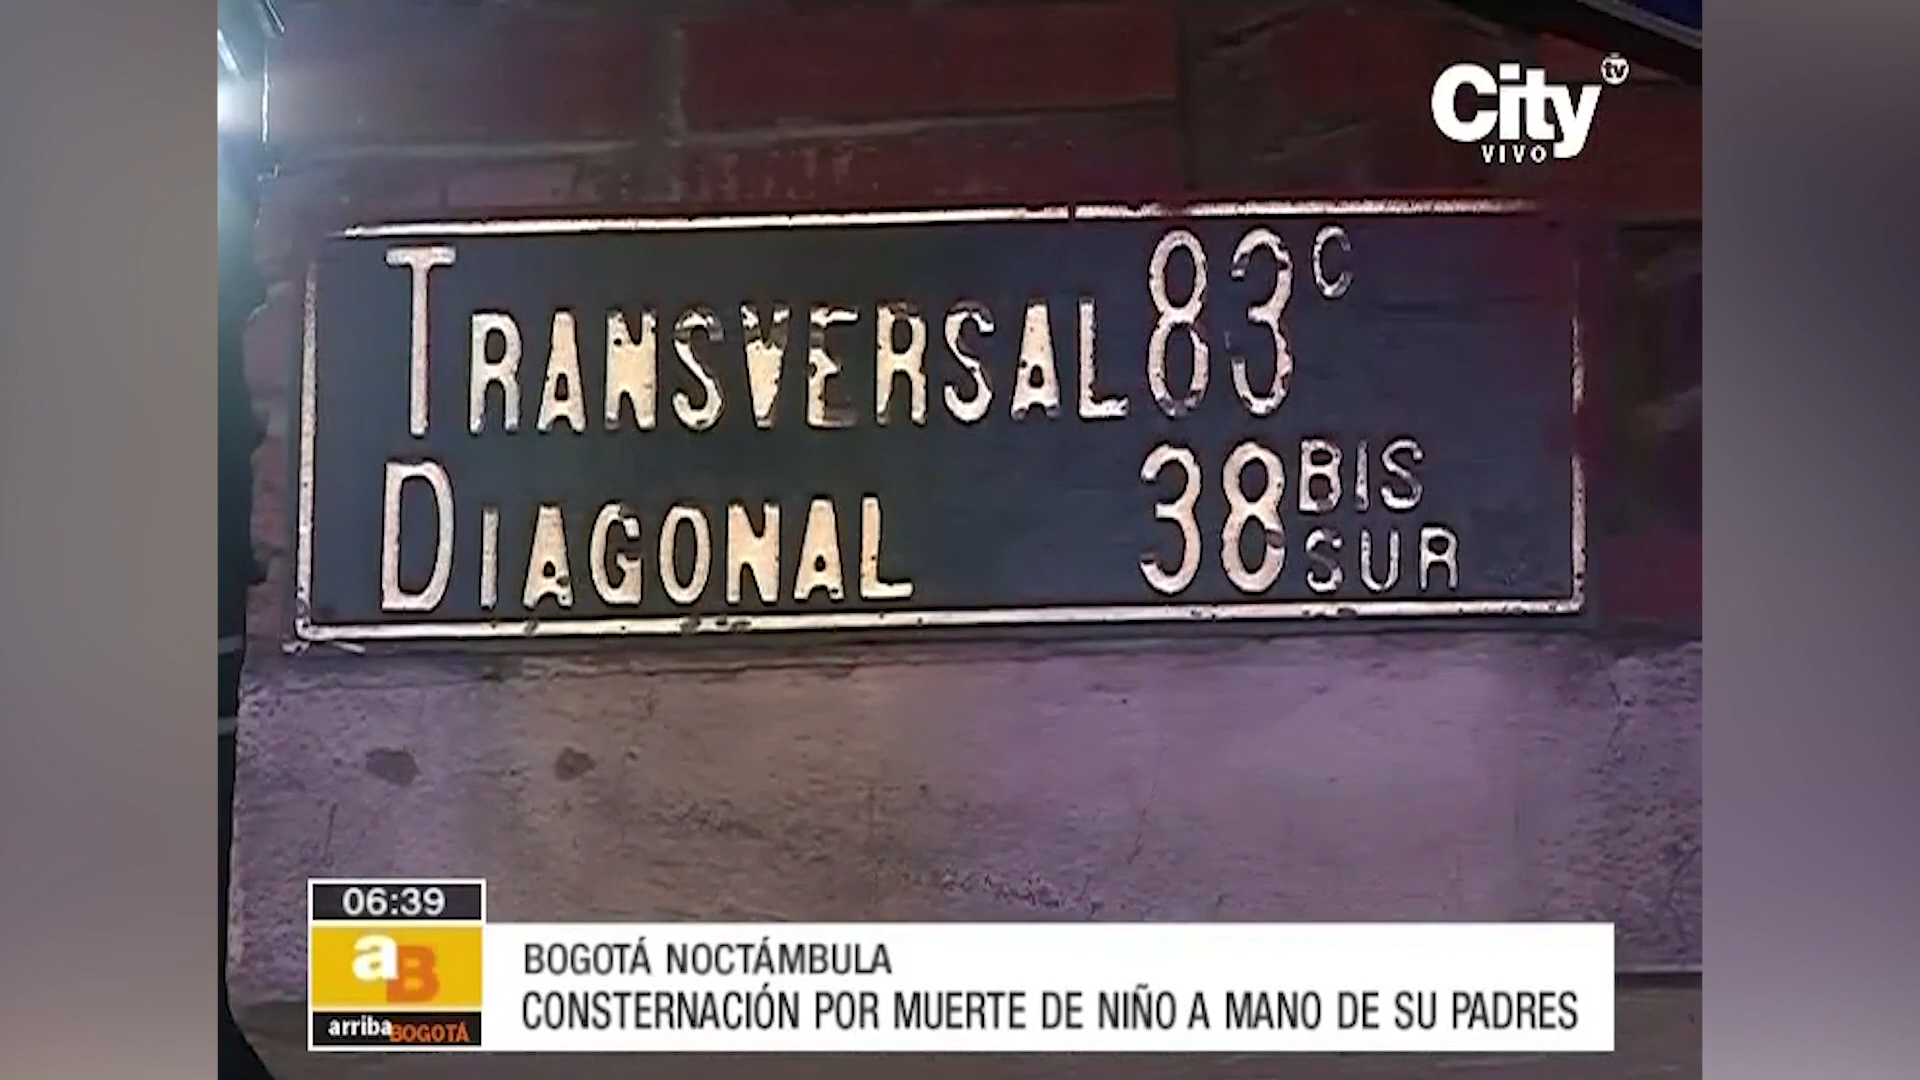 City tv
VIVO
TRANSVERSAL 83 C
DIAGONAL 38 BIS SUR
06:39
aB
arriba BOGOTÁ
BOGOTÁ NOCTÁMBULA
CONSTERNACIÓN POR MUERTE DE NIÑO A MANO DE SU PADRES